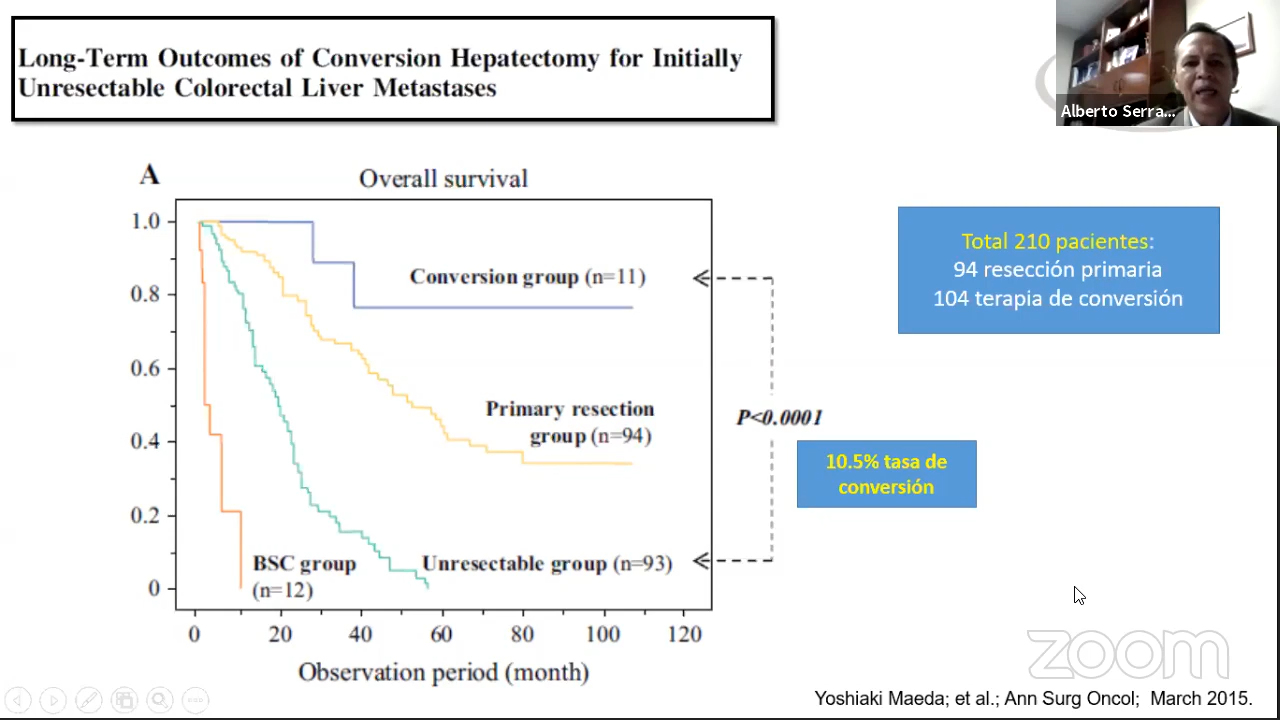 Long-Term Outcomes of Conversion Hepatectomy for Initially
Unresectable Colorectal Liver Metastases
Alberto Serra...
A
Overall survival
1.0
0.8
0.6
0.4
0.2
0
Conversion group (n=11)
Primary resection
group (n=94)
BSC group
(n=12)
Unresectable group (n=93)
P<0.0001
0 20 40 60 80 100 120
Observation period (month)
Total 210 pacientes:
94 resección primaria
104 terapia de conversión
10.5% tasa de
conversión
zoom
Yoshiaki Maeda; et al.; Ann Surg Oncol; March 2015.